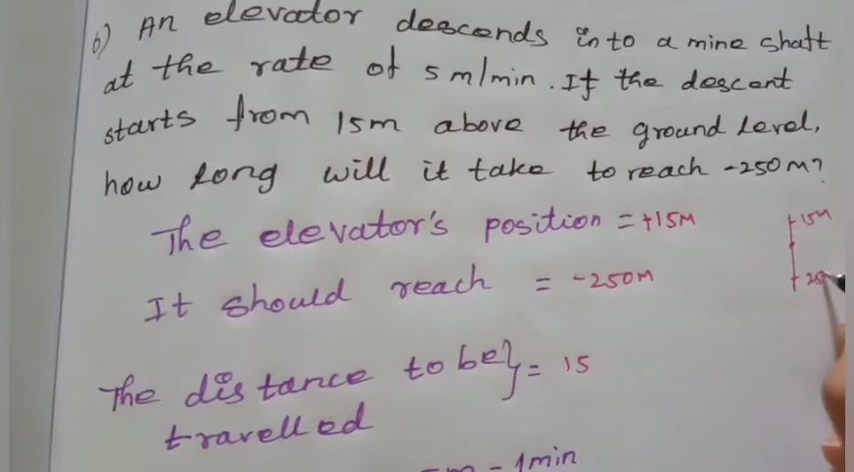 6) An elevator descends into a mine shaft
at the rate of 5 m/min. If the descent
starts from 15m above the ground level,
how long will it take to reach -250m?
The elevator's position = +15M
15M
It should reach = -250M
The distance to be} = 15
travelled
- 1min